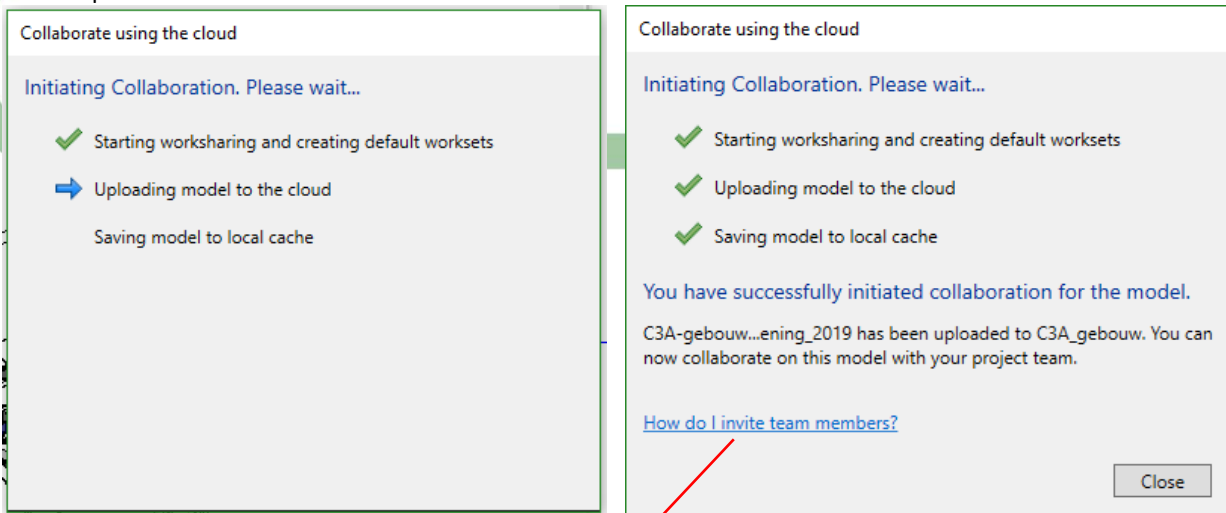 Collaborate using the cloud
Initiating Collaboration. Please wait...
Starting worksharing and creating default worksets
Uploading model to the cloud
Saving model to local cache
Collaborate using the cloud
Initiating Collaboration. Please wait...
Starting worksharing and creating default worksets
Uploading model to the cloud
Saving model to local cache
You have successfully initiated collaboration for the model.
C3A-gebouw...ening_2019 has been uploaded to C3A_gebouw. You can
now collaborate on this model with your project team.
How do I invite team members?
Close